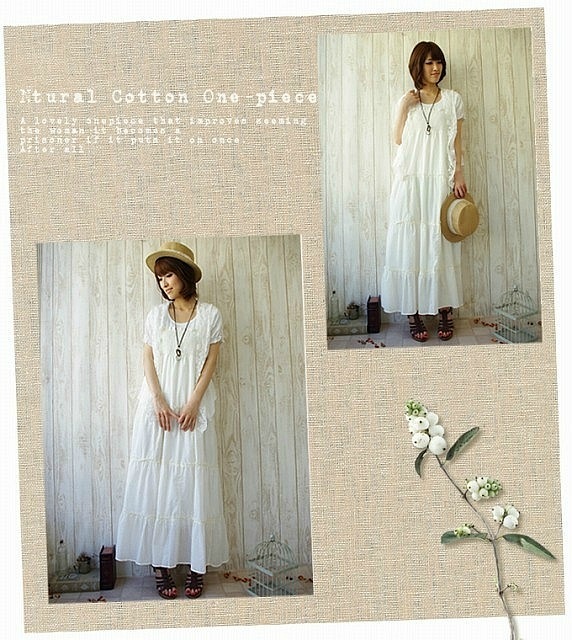 Ntural Cotton One-piece
A lovely onepiece that improves seeming
the woman it becomes a
prisoner if it puts it on once.
After all